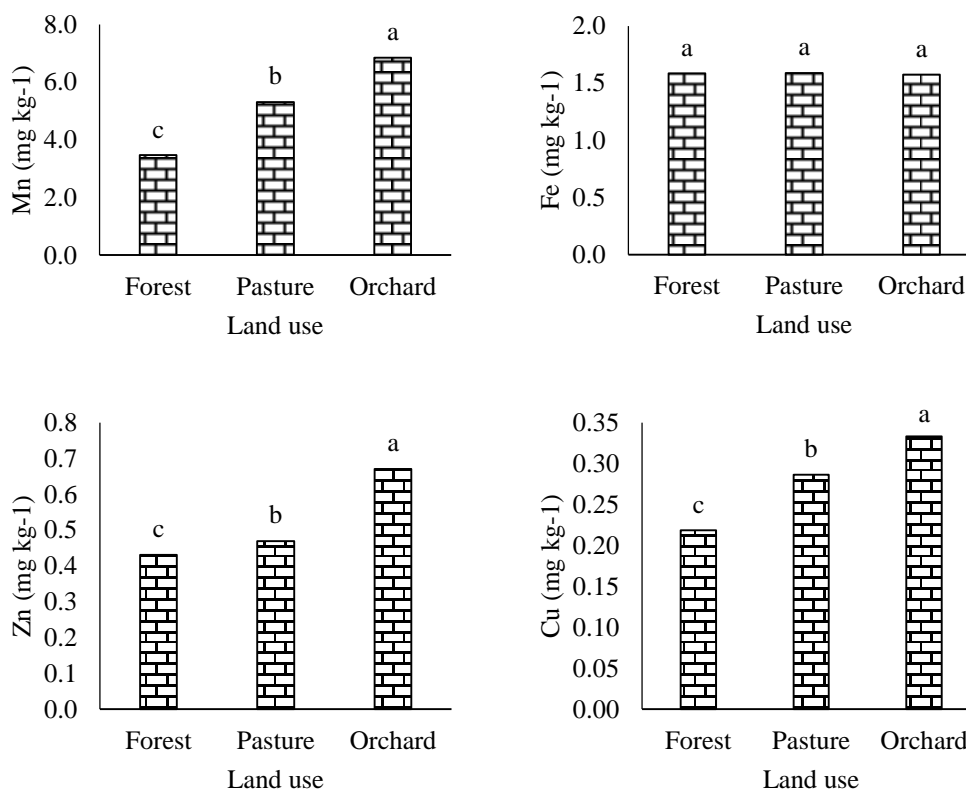 Mn (mg kg-1)
8.0
6.0
4.0
2.0
0.0
c
b
a
Forest Pasture Orchard
Land use
Fe (mg kg-1)
2.0
1.5
1.0
0.5
0.0
a a a
Forest Pasture Orchard
Land use
Zn (mg kg-1)
0.8
0.7
0.6
0.5
0.4
0.3
0.2
0.1
0.0
c
b
a
Forest Pasture Orchard
Land use
Cu (mg kg-1)
0.35
0.30
0.25
0.20
0.15
0.10
0.05
0.00
c
b
a
Forest Pasture Orchard
Land use